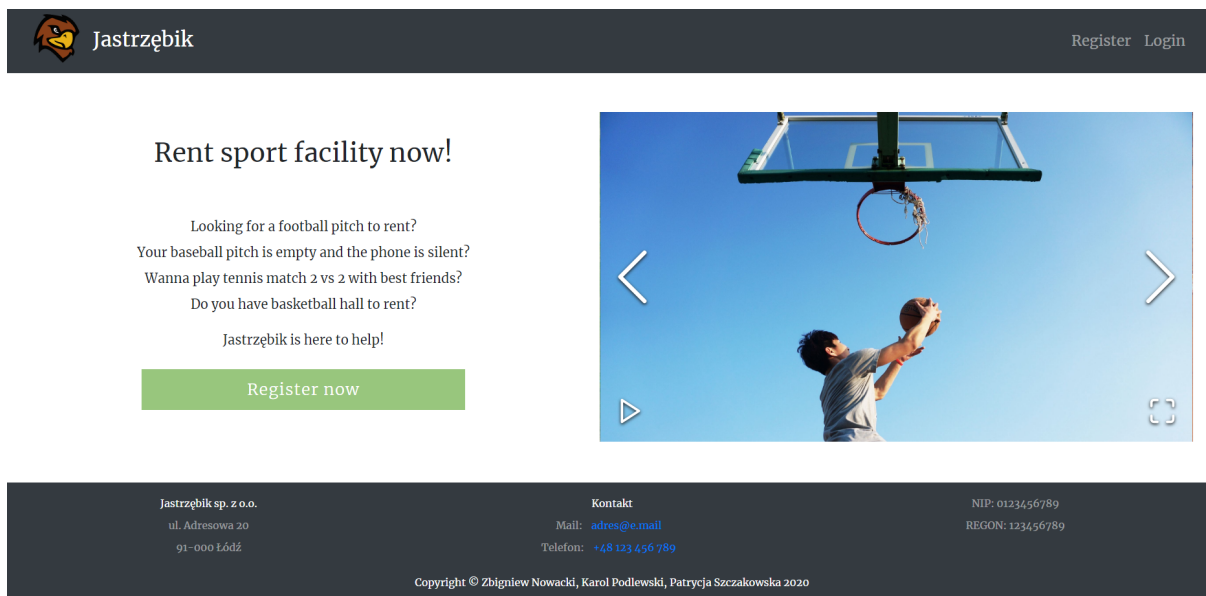 Jastrzębik
Register Login
Rent sport facility now!
Looking for a football pitch to rent?
Your baseball pitch is empty and the phone is silent?
Wanna play tennis match 2 vs 2 with best friends?
Do you have basketball hall to rent?
Jastrzębik is here to help!
Register now
Jastrzębik sp. z o.o.
ul. Adresowa 20
91-000 Łódź
Kontakt
Mail: adres@e.mail
Telefon: +48 123 456 789
NIP: 0123456789
REGON: 123456789
Copyright © Zbigniew Nowacki, Karol Podlewski, Patrycja Szczakowska 2020